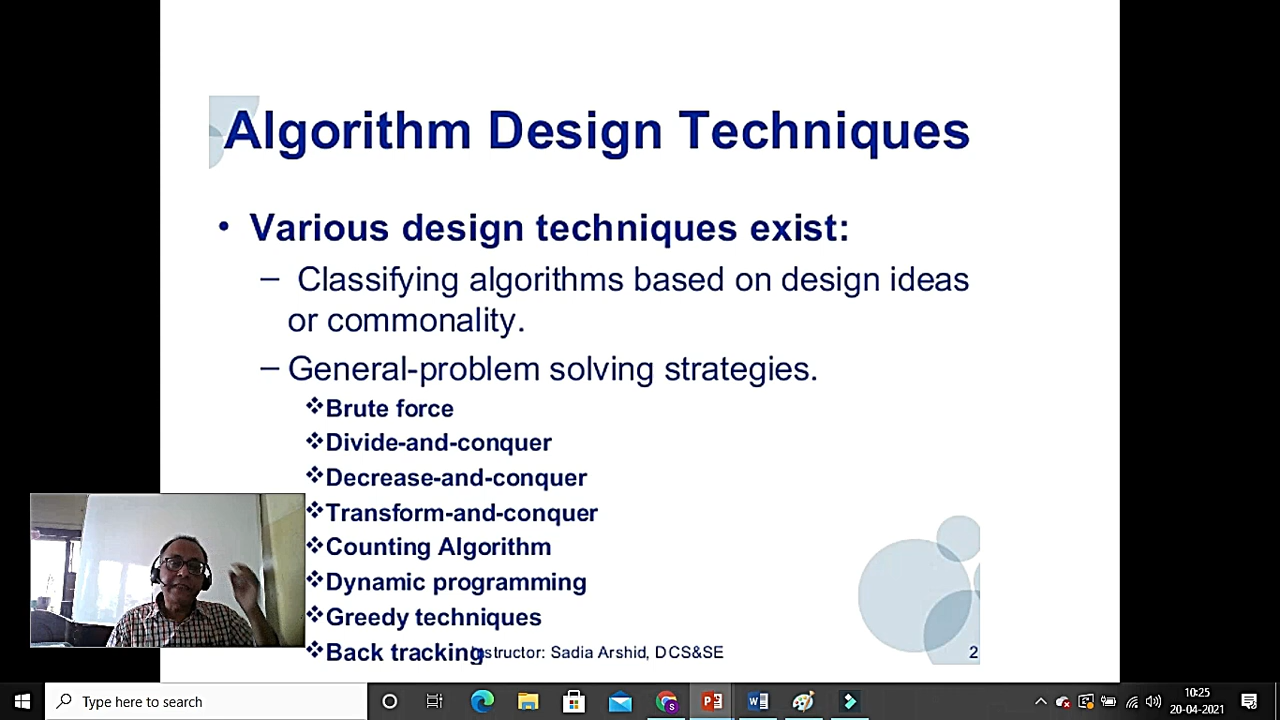 Algorithm Design Techniques
• Various design techniques exist:
– Classifying algorithms based on design ideas
or commonality.
– General-problem solving strategies.
❖Brute force
❖Divide-and-conquer
❖Decrease-and-conquer
❖Transform-and-conquer
❖Counting Algorithm
❖Dynamic programming
❖Greedy techniques
❖Back tracking
Instructor: Sadia Arshid, DCS&SE
2
Type here to search
10:25
20-04-2021